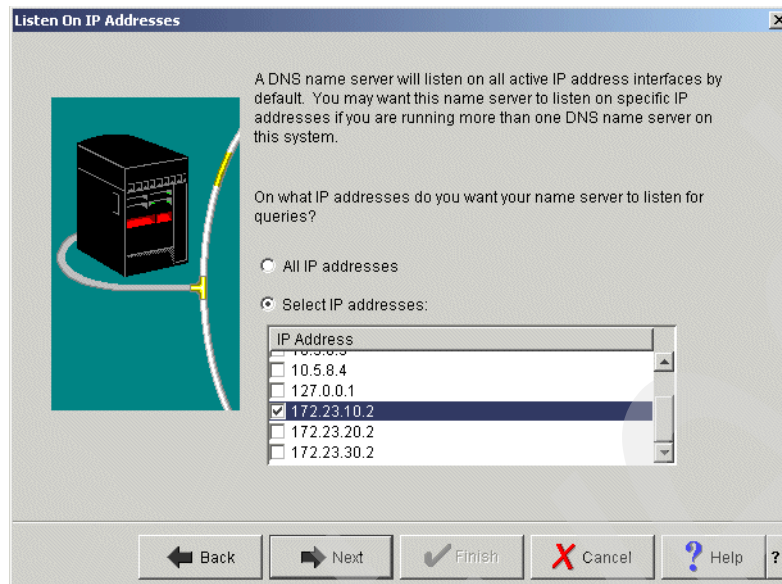 Listen On IP Addresses
A DNS name server will listen on all active IP address interfaces by
default. You may want this name server to listen on specific IP
addresses if you are running more than one DNS name server on
this system.
On what IP addresses do you want your name server to listen for
queries?
All IP addresses
Select IP addresses:
IP Address
10.5.8.4
127.0.0.1
172.23.10.2
172.23.20.2
172.23.30.2
Back
Next
Finish
Cancel
? Help
?